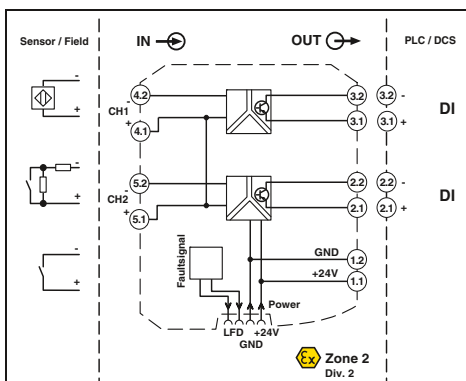 Sensor / Field
IN
OUT
PLC / DCS
-
+
4.2
-
CH1
+
4.1
3.2
3.1
3.2 -
3.1 +
DI
-
+
5.2
-
CH2
+
5.1
2.2
2.1
2.2 -
2.1 +
DI
-
+
Faultsignal
GND
1.2
+24V
1.1
Power
LFD +24V
GND
Ex Zone 2
Div. 2